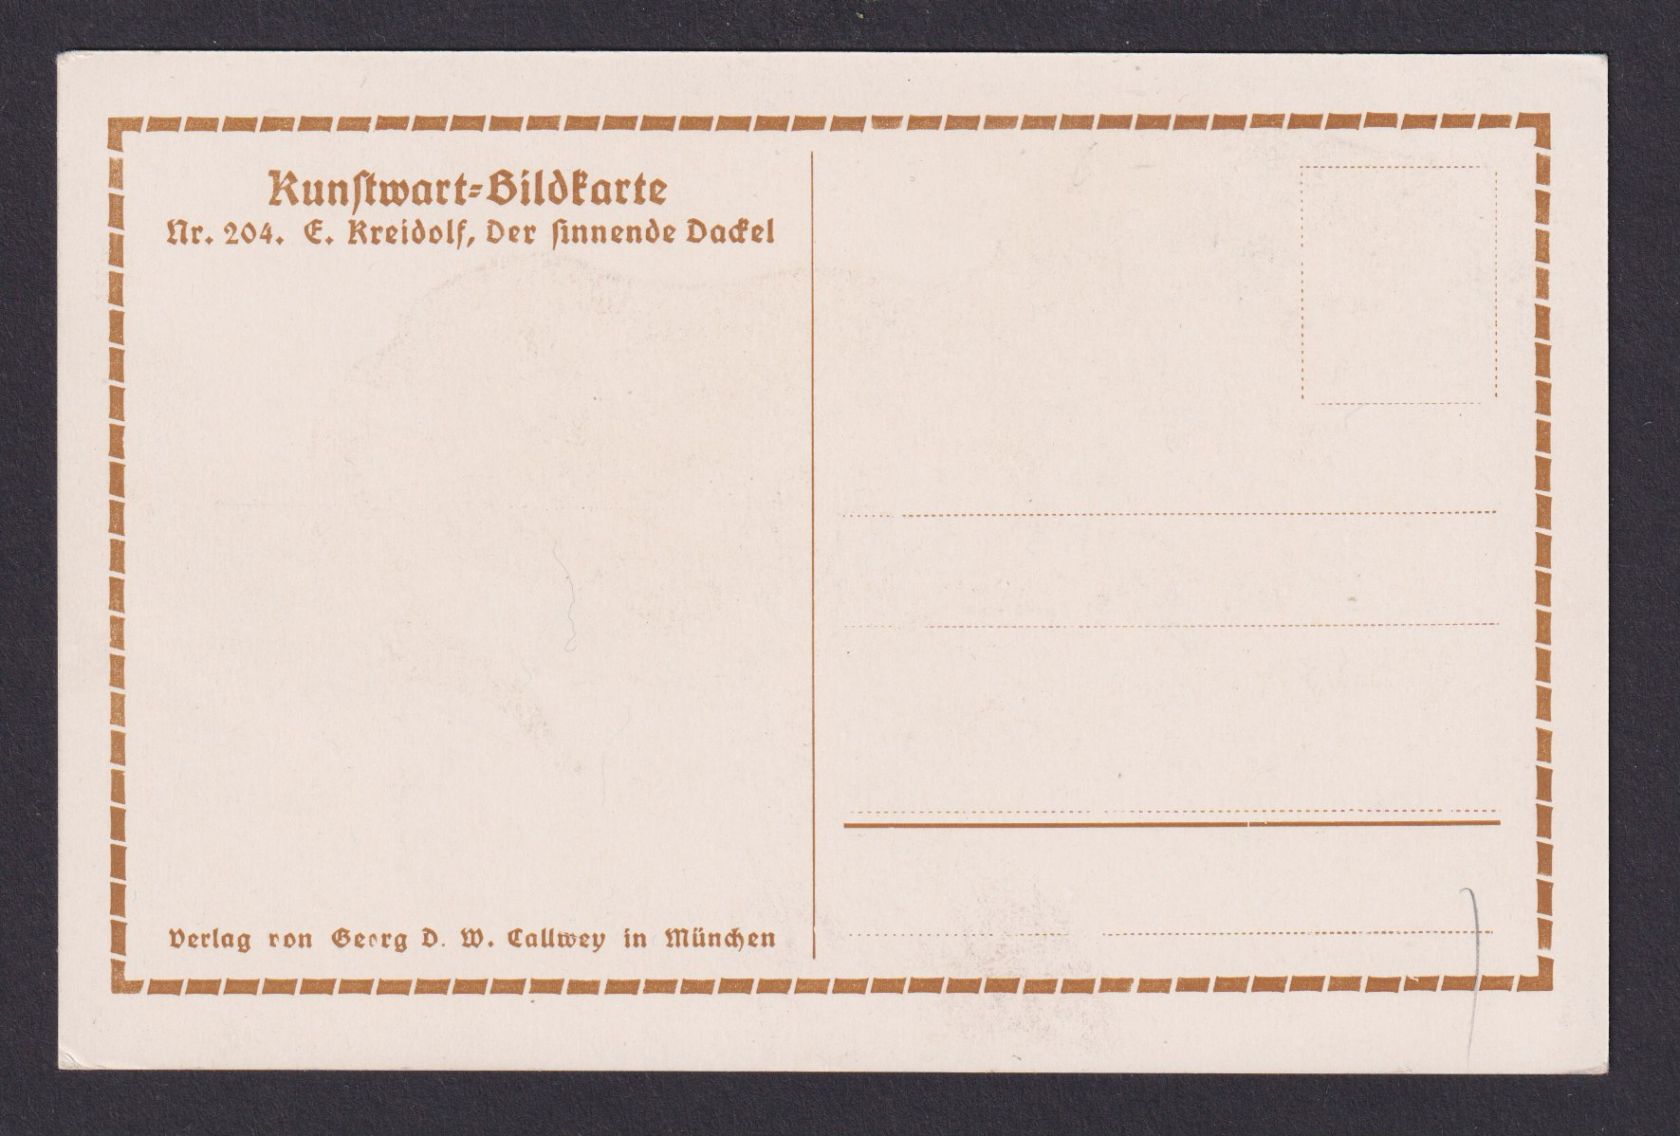 Kunſtwart-Bildkarte
Nr. 204. E. Kreidolf, Der ſinnende Dackel
Verlag von Georg D. W. Callwey in München